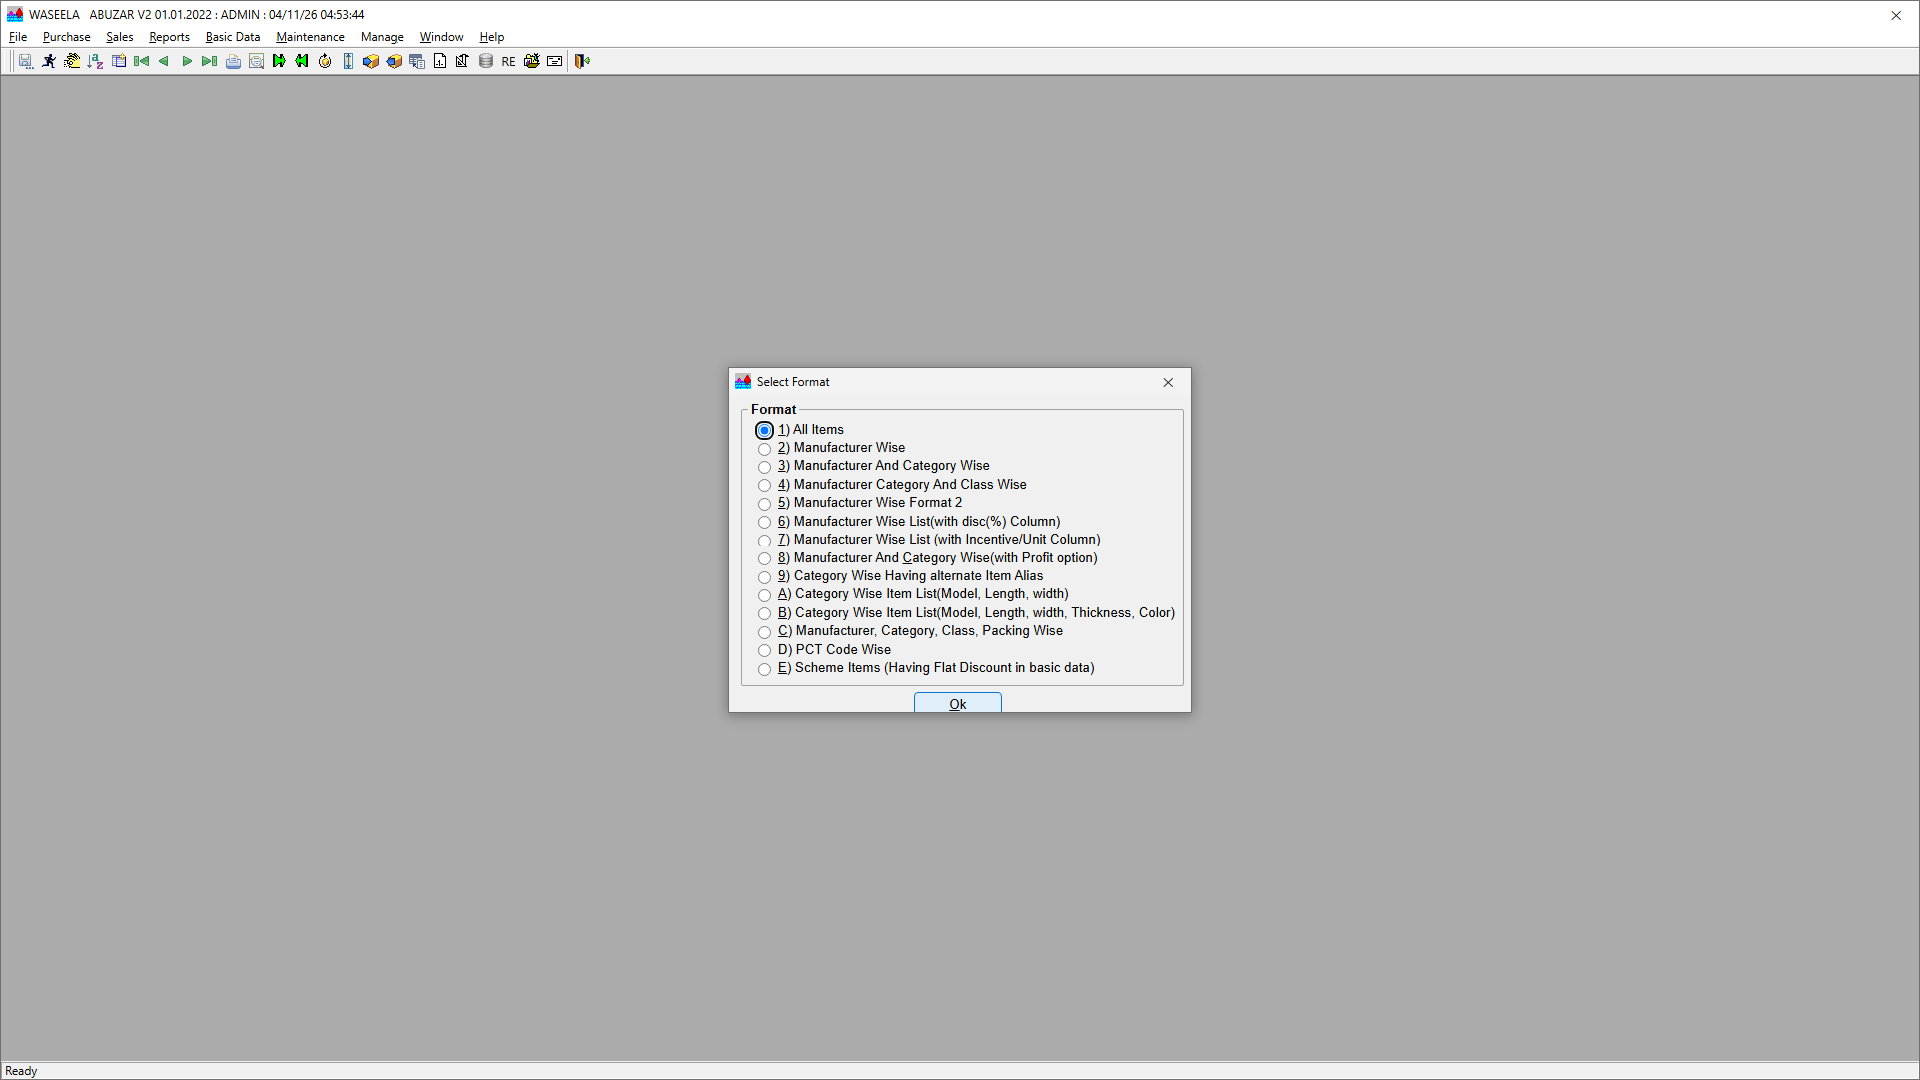 WASEELA   ABUZAR V2 01.01.2022 : ADMIN : 04/11/26 04:53:44
File Purchase Sales Reports Basic Data Maintenance Manage Window Help
RE
Select Format
Format
1) All Items
2) Manufacturer Wise
3) Manufacturer And Category Wise
4) Manufacturer Category And Class Wise
5) Manufacturer Wise Format 2
6) Manufacturer Wise List(with disc(%) Column)
7) Manufacturer Wise List (with Incentive/Unit Column)
8) Manufacturer And Category Wise(with Profit option)
9) Category Wise Having alternate Item Alias
A) Category Wise Item List(Model, Length, width)
B) Category Wise Item List(Model, Length, width, Thickness, Color)
C) Manufacturer, Category, Class, Packing Wise
D) PCT Code Wise
E) Scheme Items (Having Flat Discount in basic data)
Ok
Ready